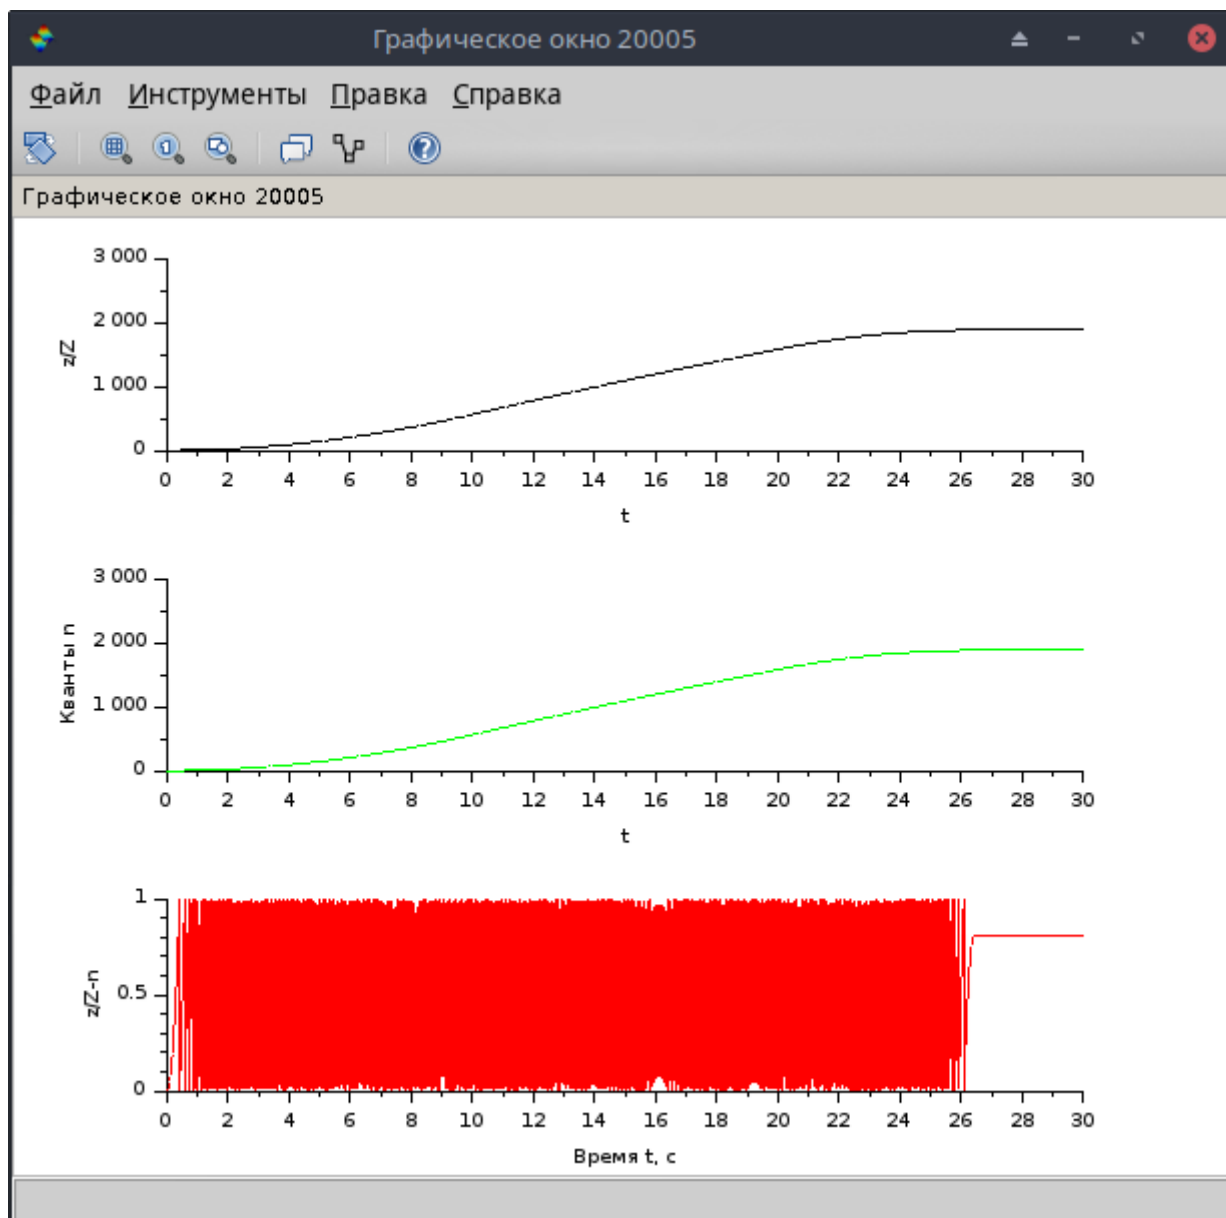 Графическое окно 20005
Файл Инструменты Правка Справка
Графическое окно 20005
3 000
2 000
1 000
0
z/Z
0 2 4 6 8 10 12 14 16 18 20 22 24 26 28 30
t
3 000
2 000
1 000
0
Кванты n
0 2 4 6 8 10 12 14 16 18 20 22 24 26 28 30
t
1
0.5
0
z/Z-n
0 2 4 6 8 10 12 14 16 18 20 22 24 26 28 30
Время t, с